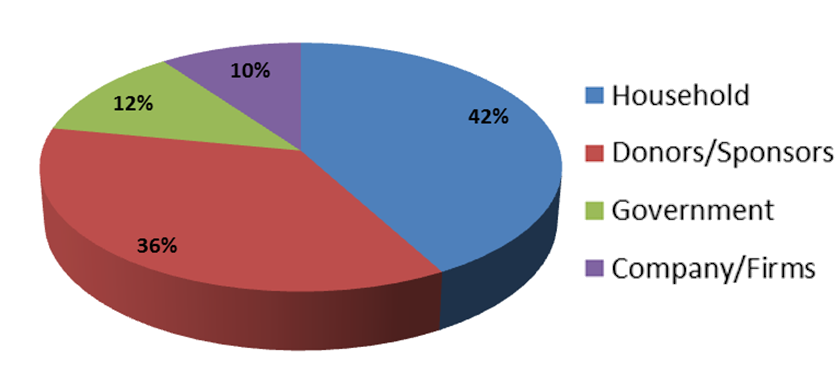 10%
12%
42%
36%
Household
Donors/Sponsors
Government
Company/Firms